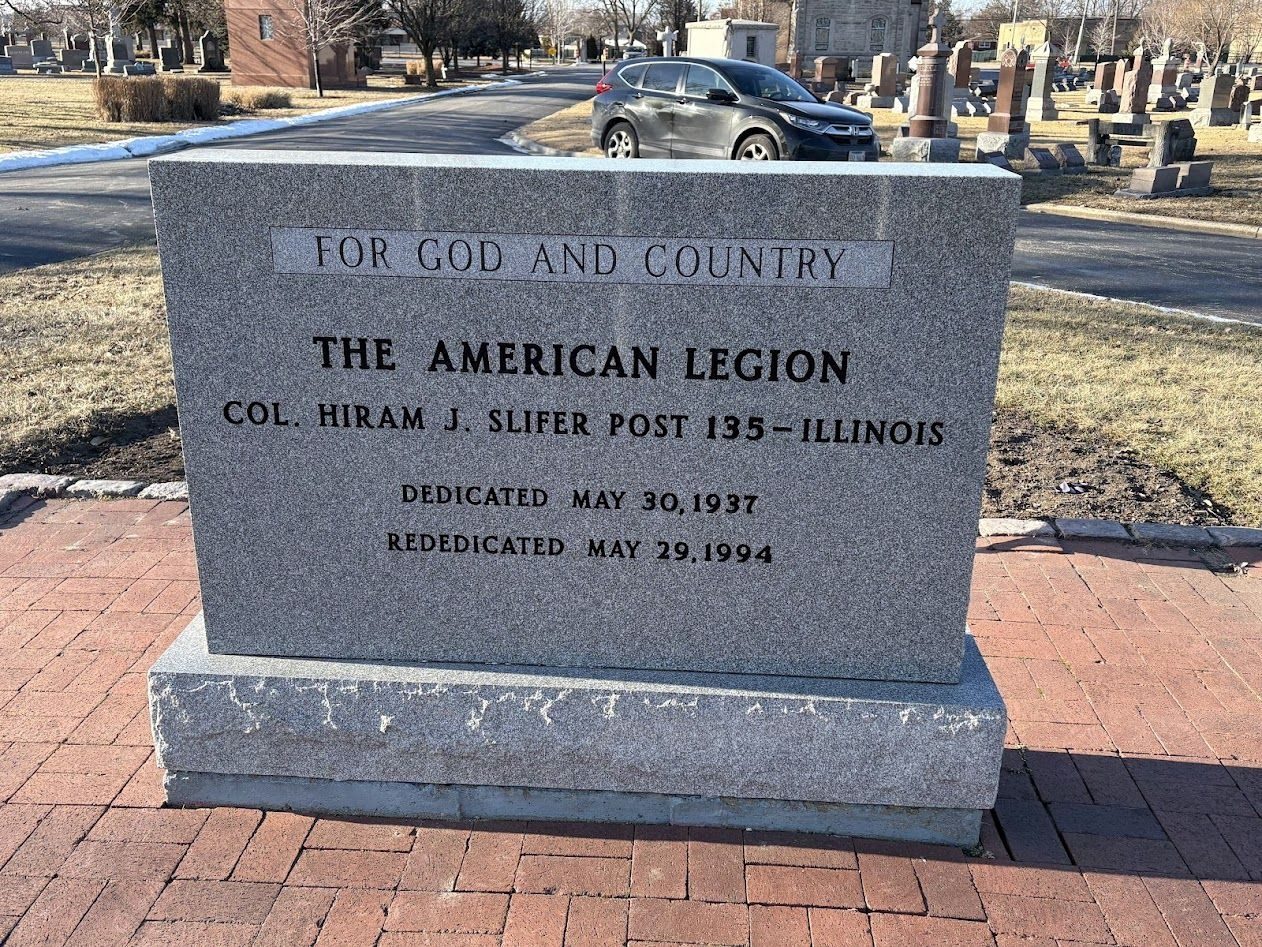 FOR GOD AND COUNTRY
THE AMERICAN LEGION
COL. HIRAM J. SLIFER POST 135–ILLINOIS
DEDICATED MAY 30, 1937
REDEDICATED MAY 29, 1994